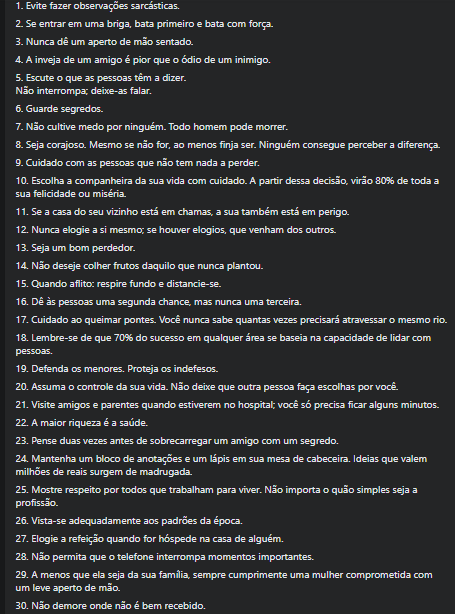 1. Evite fazer observações sarcásticas.
2. Se entrar em uma briga, bata primeiro e bata com força.
3. Nunca dê um aperto de mão sentado.
4. A inveja de um amigo é pior que o ódio de um inimigo.
5. Escute o que as pessoas têm a dizer.
Não interrompa; deixe-as falar.
6. Guarde segredos.
7. Não cultive medo por ninguém. Todo homem pode morrer.
8. Seja corajoso. Mesmo se não for, ao menos finja ser. Ninguém consegue perceber a diferença.
9. Cuidado com as pessoas que não tem nada a perder.
10. Escolha a companheira da sua vida com cuidado. A partir dessa decisão, virão 80% de toda a
sua felicidade ou miséria.
11. Se a casa do seu vizinho está em chamas, a sua também está em perigo.
12. Nunca elogie a si mesmo; se houver elogios, que venham dos outros.
13. Seja um bom perdedor.
14. Não deseje colher frutos daquilo que nunca plantou.
15. Quando aflito: respire fundo e distancie-se.
16. Dê às pessoas uma segunda chance, mas nunca uma terceira.
17. Cuidado ao queimar pontes. Você nunca sabe quantas vezes precisará atravessar o mesmo rio.
18. Lembre-se de que 70% do sucesso em qualquer área se baseia na capacidade de lidar com
pessoas.
19. Defenda os menores. Proteja os indefesos.
20. Assuma o controle da sua vida. Não deixe que outra pessoa faça escolhas por você.
21. Visite amigos e parentes quando estiverem no hospital; você só precisa ficar alguns minutos.
22. A maior riqueza é a saúde.
23. Pense duas vezes antes de sobrecarregar um amigo com um segredo.
24. Mantenha um bloco de anotações e um lápis em sua mesa de cabeceira. Ideias que valem
milhões de reais surgem de madrugada.
25. Mostre respeito por todos que trabalham para viver. Não importa o quão simples seja a
profissão.
26. Vista-se adequadamente aos padrões da época.
27. Elogie a refeição quando for hóspede na casa de alguém.
28. Não permita que o telefone interrompa momentos importantes.
29. A menos que ela seja da sua família, sempre cumprimente uma mulher comprometida com
um leve aperto de mão.
30. Não demore onde não é bem recebido.